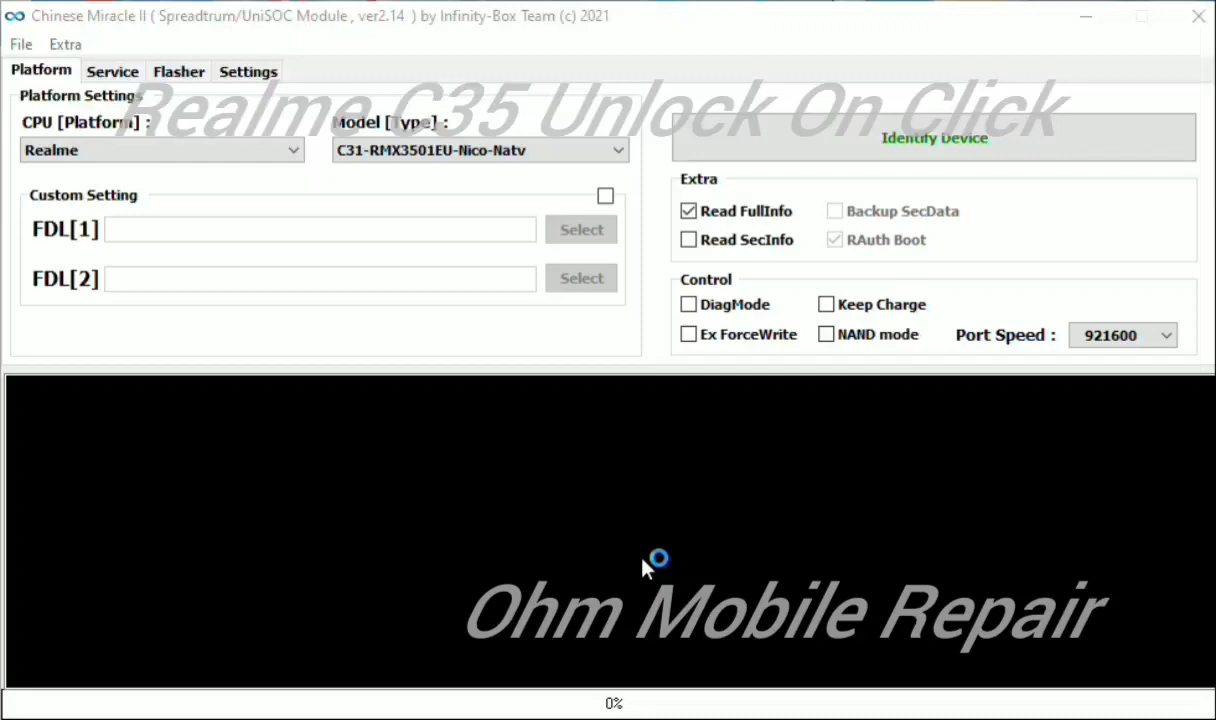 Chinese Miracle II ( Spreadtrum/UniSOC Module , ver2.14 ) by Infinity-Box Team (c) 2021
File Extra
Platform Service Flasher Settings
Realme C35 Unlock On Click
Platform Settings
CPU [Platform] : Model [Type] :
Realme C31-RMX3501EU-Nico-Natv
Identify Device
Custom Setting
FDL[1] Select
FDL[2] Select
Extra
Read FullInfo Backup SecData
Read SecInfo RAuth Boot
Control
DiagMode Keep Charge
Ex ForceWrite NAND mode Port Speed : 921600
Ohm Mobile Repair
0%